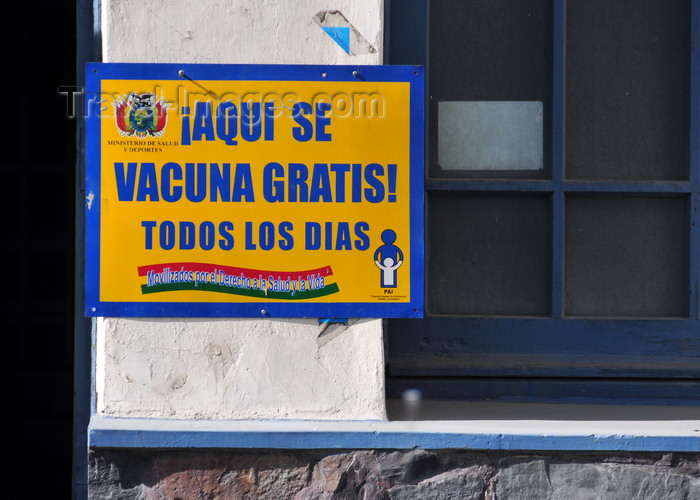 Travel-Images.com
MINISTERIO DE SALUD
Y DEPORTES
¡AQUI SE
VACUNA GRATIS!
TODOS LOS DIAS
Movilizados por el Derecho a la Salud y la Vida
PAI